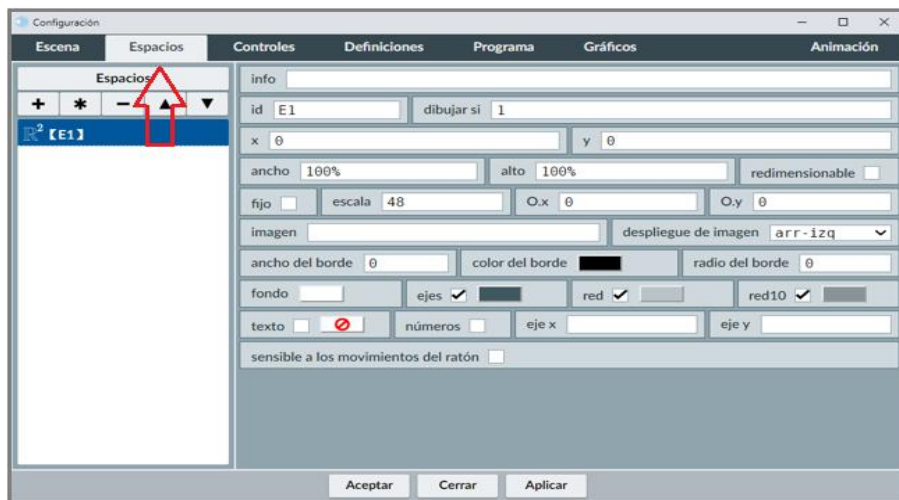 Configuración
Escena Espacios Controles Definiciones Programa Gráficos Animación
Espacios
+ * − ▲ ▼
ℝ² 【E1】
info
id E1 dibujar si 1
x 0 y 0
ancho 100% alto 100% redimensionable
fijo escala 48 O.x 0 O.y 0
imagen despliegue de imagen arr-izq
ancho del borde 0 color del borde radio del borde 0
fondo ejes red red10
texto números eje x eje y
sensible a los movimientos del ratón
Aceptar Cerrar Aplicar